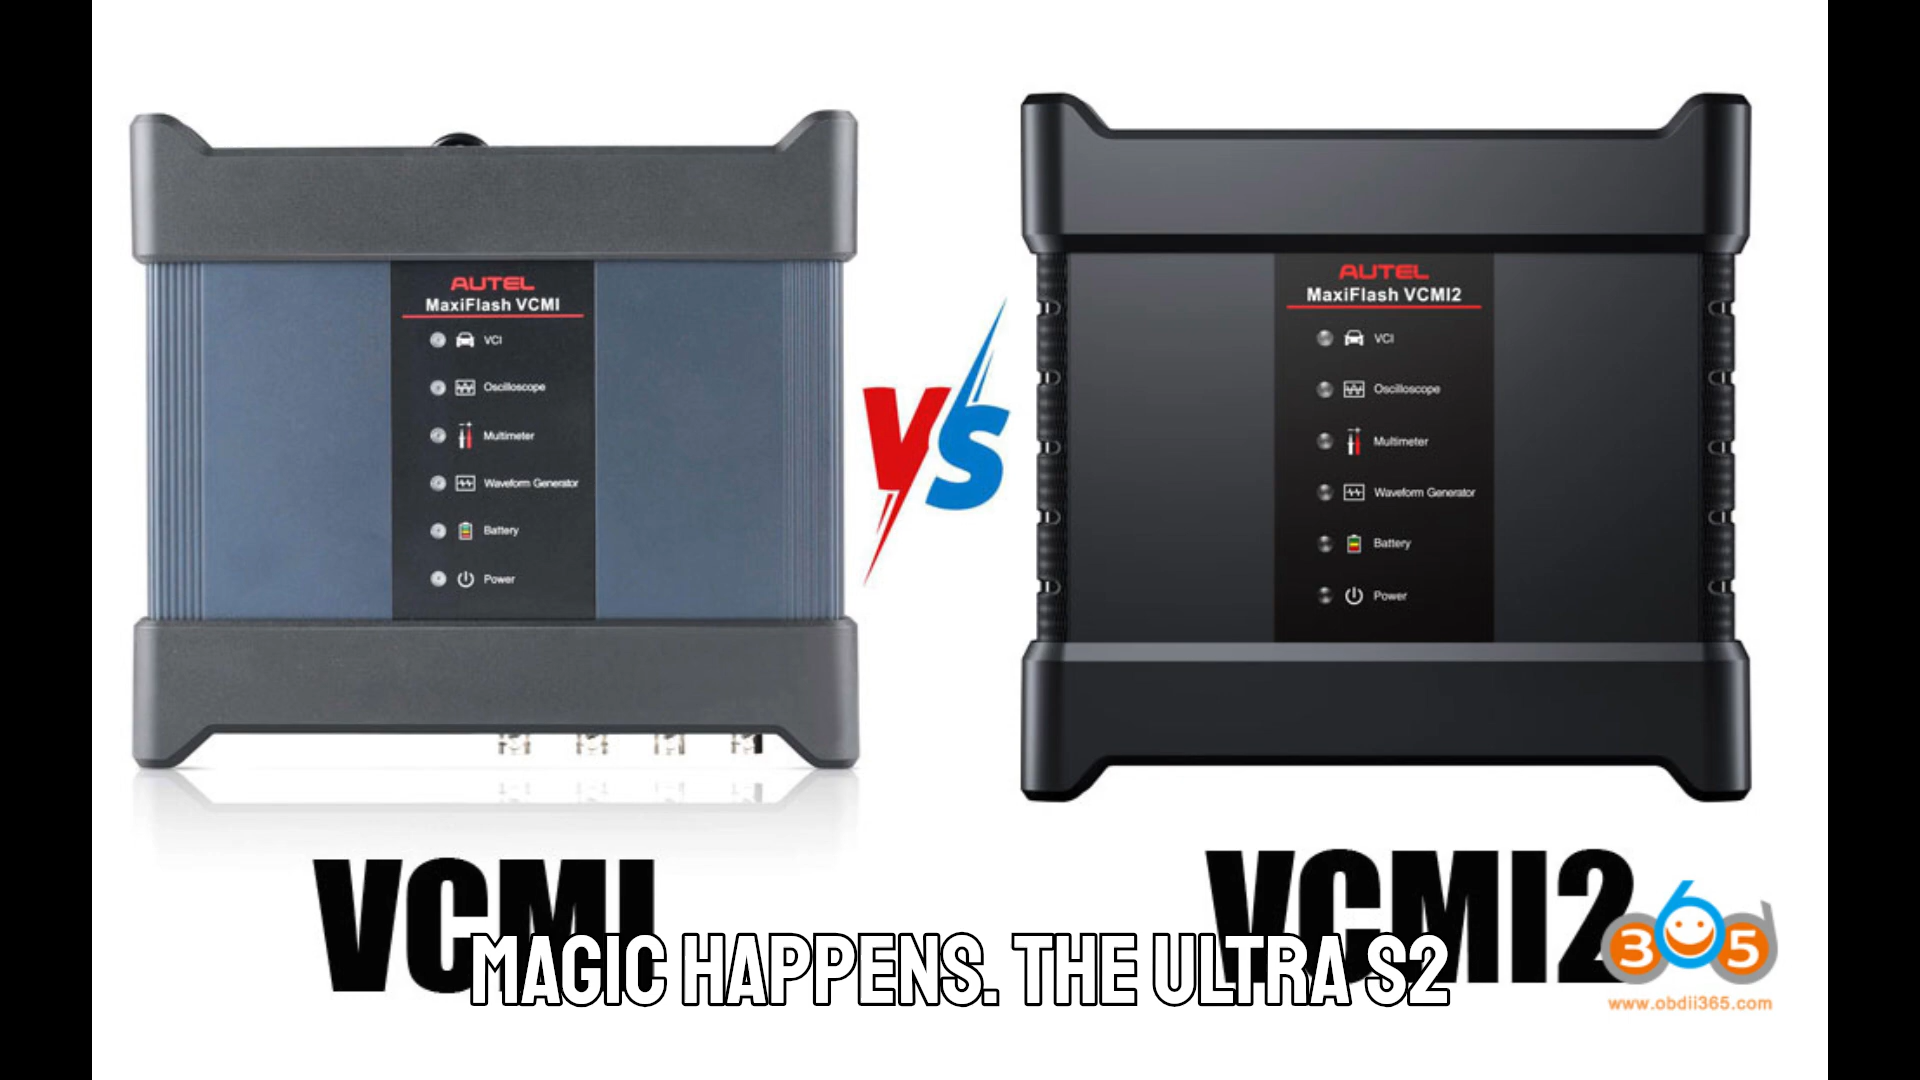 AUTEL
MaxiFlash VCMI
VCI
Oscilloscope
Multimeter
Waveform Generator
Battery
Power
VS
AUTEL
MaxiFlash VCMI2
VCI
Oscilloscope
Multimeter
Waveform Generator
Battery
Power
VCMI
VCMI2
MAGIC HAPPENS. THE ULTRA S2
365
www.obdii365.com